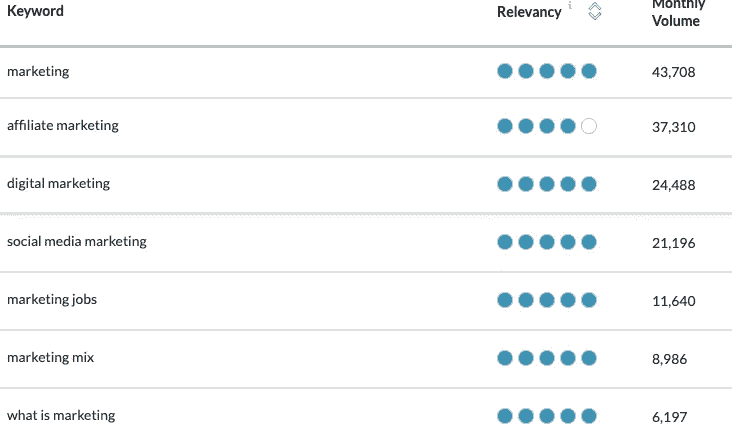 Keyword Relevancy i Monthly
Volume
marketing 43,708
affiliate marketing 37,310
digital marketing 24,488
social media marketing 21,196
marketing jobs 11,640
marketing mix 8,986
what is marketing 6,197